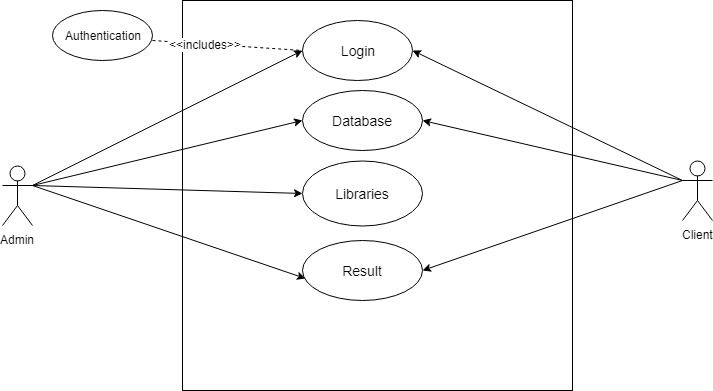 Authentication
<<includes>>
Login
Database
Libraries
Result
Admin
Client